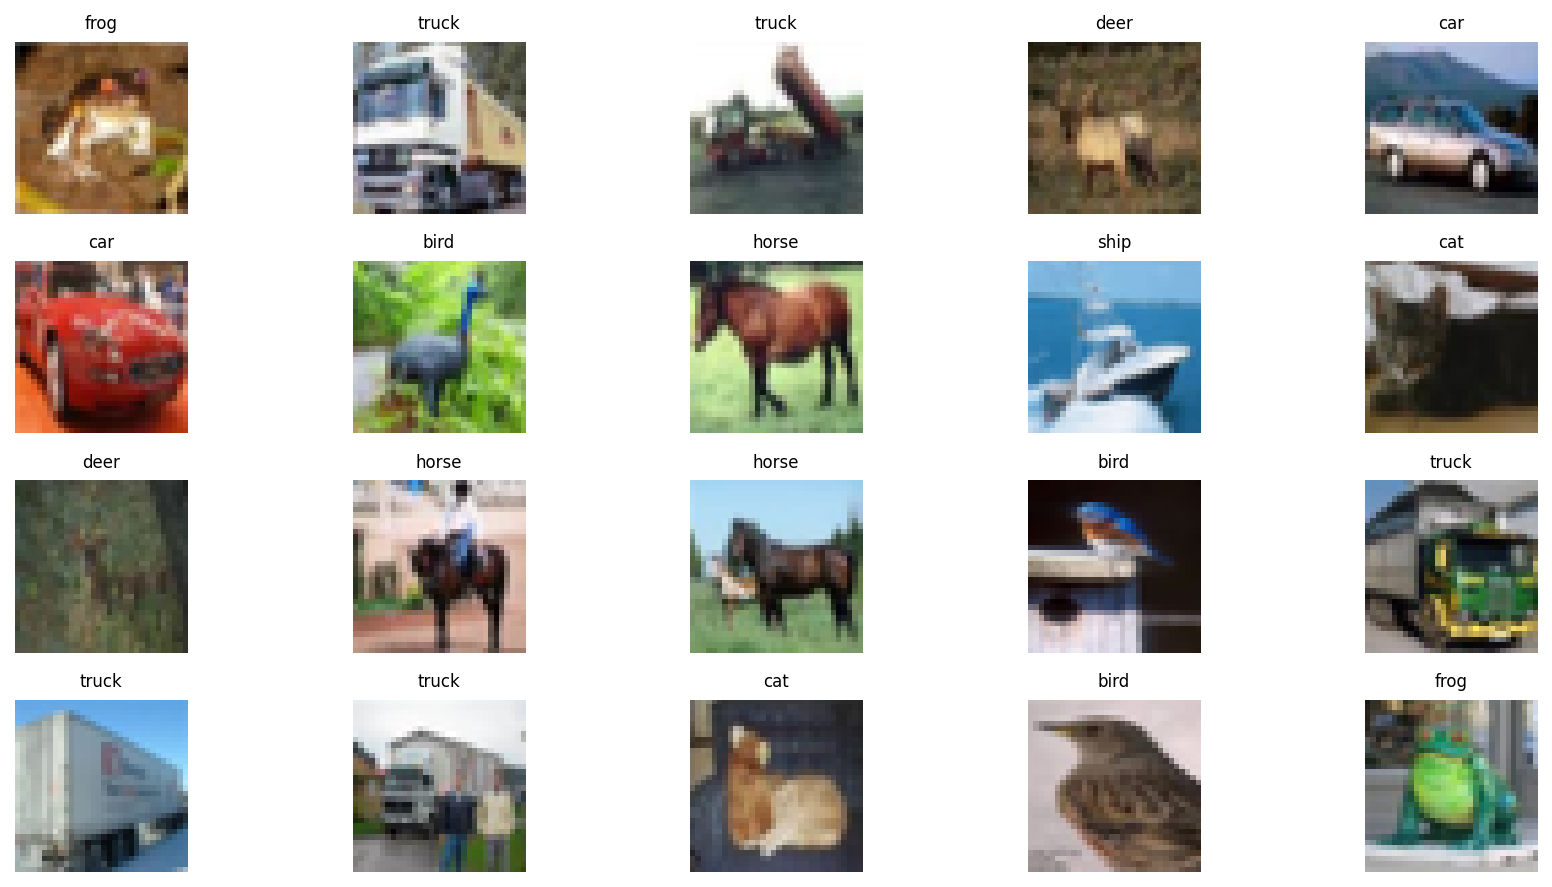 frog truck truck deer car
car bird horse ship cat
deer horse horse bird truck
truck truck cat bird frog